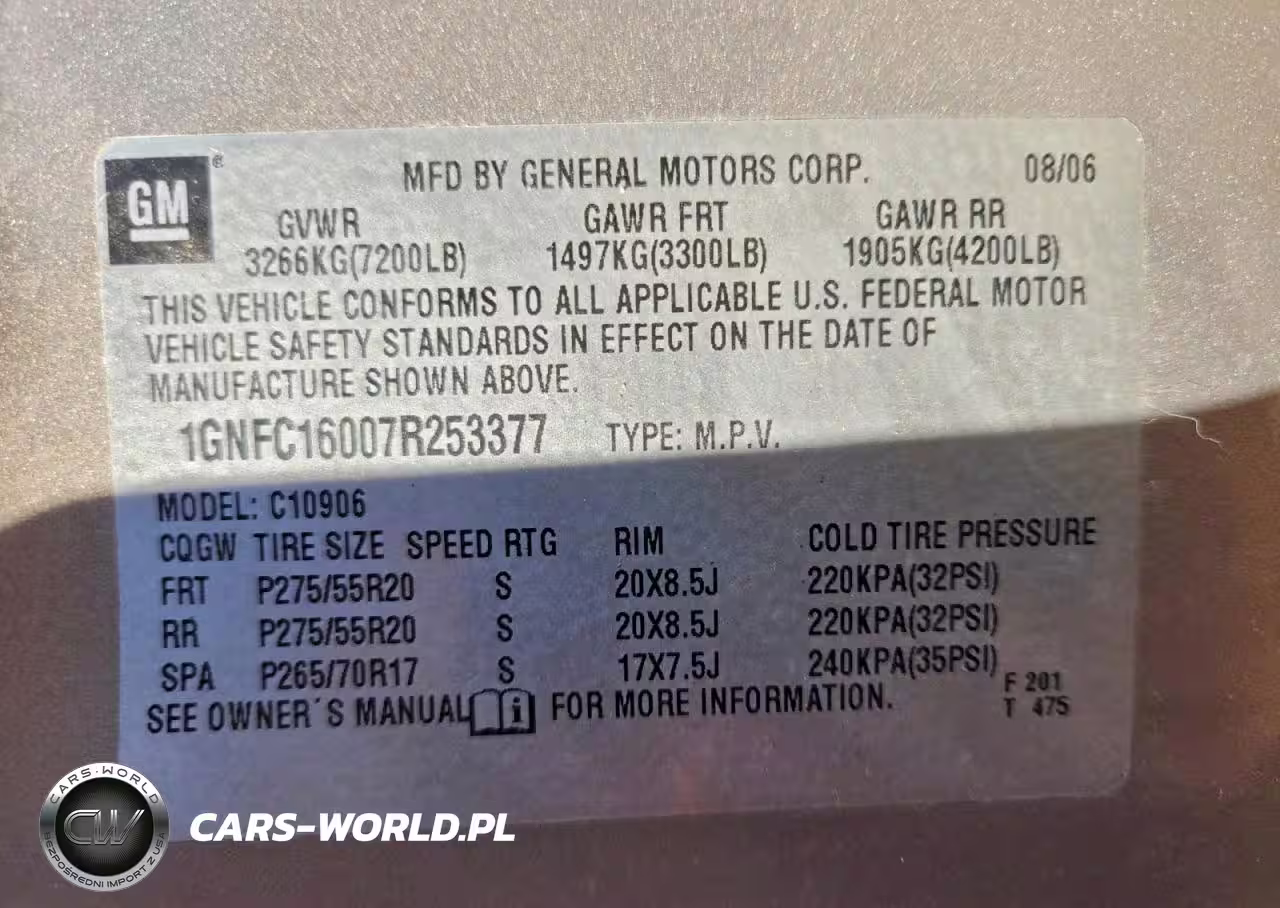 GM ® MFD BY GENERAL MOTORS CORP. 08/06
GVWR GAWR FRT GAWR RR
3266KG(7200LB) 1497KG(3300LB) 1905KG(4200LB)
THIS VEHICLE CONFORMS TO ALL APPLICABLE U.S. FEDERAL MOTOR
VEHICLE SAFETY STANDARDS IN EFFECT ON THE DATE OF
MANUFACTURE SHOWN ABOVE.
1GNFC16007R253377 TYPE: M.P.V.
MODEL: C10906
CQGW TIRE SIZE SPEED RTG RIM COLD TIRE PRESSURE
FRT P275/55R20 S 20X8.5J 220KPA(32PSI)
RR P275/55R20 S 20X8.5J 220KPA(32PSI)
SPA P265/70R17 S 17X7.5J 240KPA(35PSI)
F 201
SEE OWNER´S MANUAL i FOR MORE INFORMATION.
T 475
CARS-WORLD
CW
BEZPOŚREDNI IMPORT Z USA
CARS-WORLD.PL